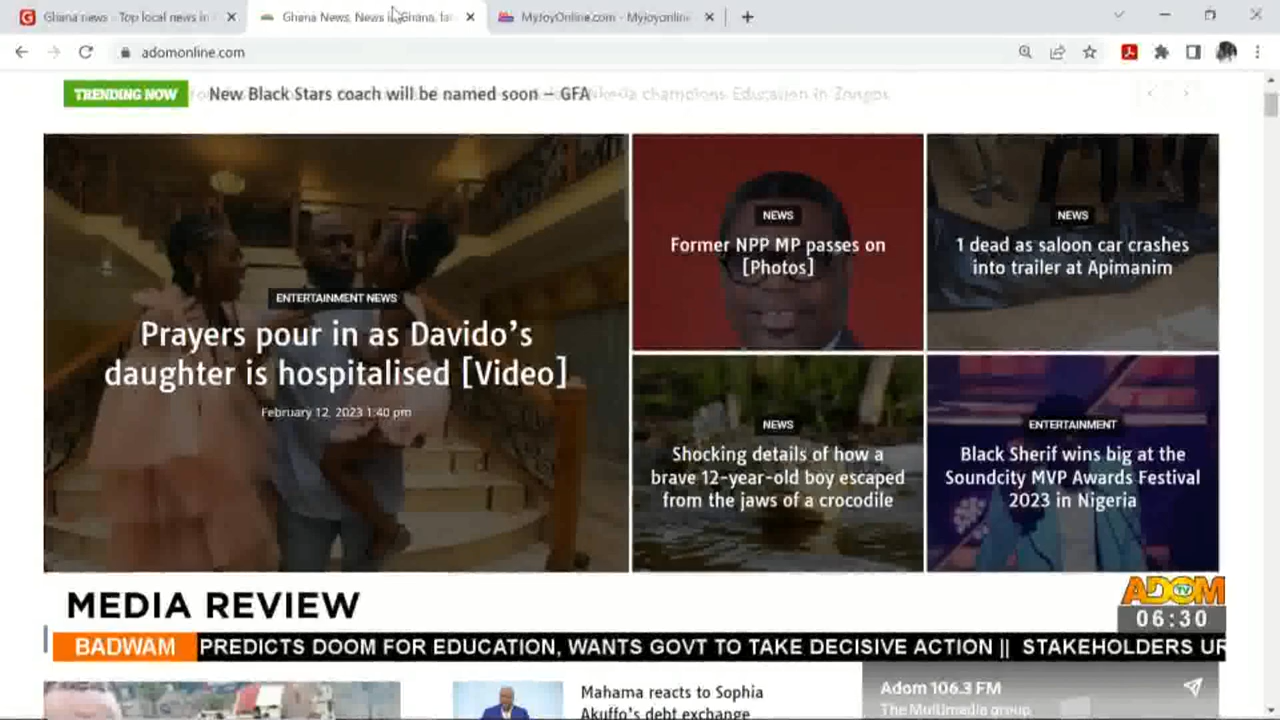 Ghana news - Top local news in
Ghana News, News in Ghana, lat
MyJoyOnline.com - Myjoyonline
adomonline.com
TRENDING NOW
New Black Stars coach will be named soon – GFA
champions Education in Zongos
ENTERTAINMENT NEWS
Prayers pour in as Davido’s
daughter is hospitalised [Video]
February 12, 2023 1:40 pm
NEWS
Former NPP MP passes on
[Photos]
NEWS
1 dead as saloon car crashes
into trailer at Apimanim
NEWS
Shocking details of how a
brave 12-year-old boy escaped
from the jaws of a crocodile
ENTERTAINMENT
Black Sherif wins big at the
Soundcity MVP Awards Festival
2023 in Nigeria
MEDIA REVIEW
ADOM TV
06:30
BADWAM
PREDICTS DOOM FOR EDUCATION, WANTS GOVT TO TAKE DECISIVE ACTION || STAKEHOLDERS UR
Mahama reacts to Sophia
Akuffo’s debt exchange
Adom 106.3 FM
The Multimedia group